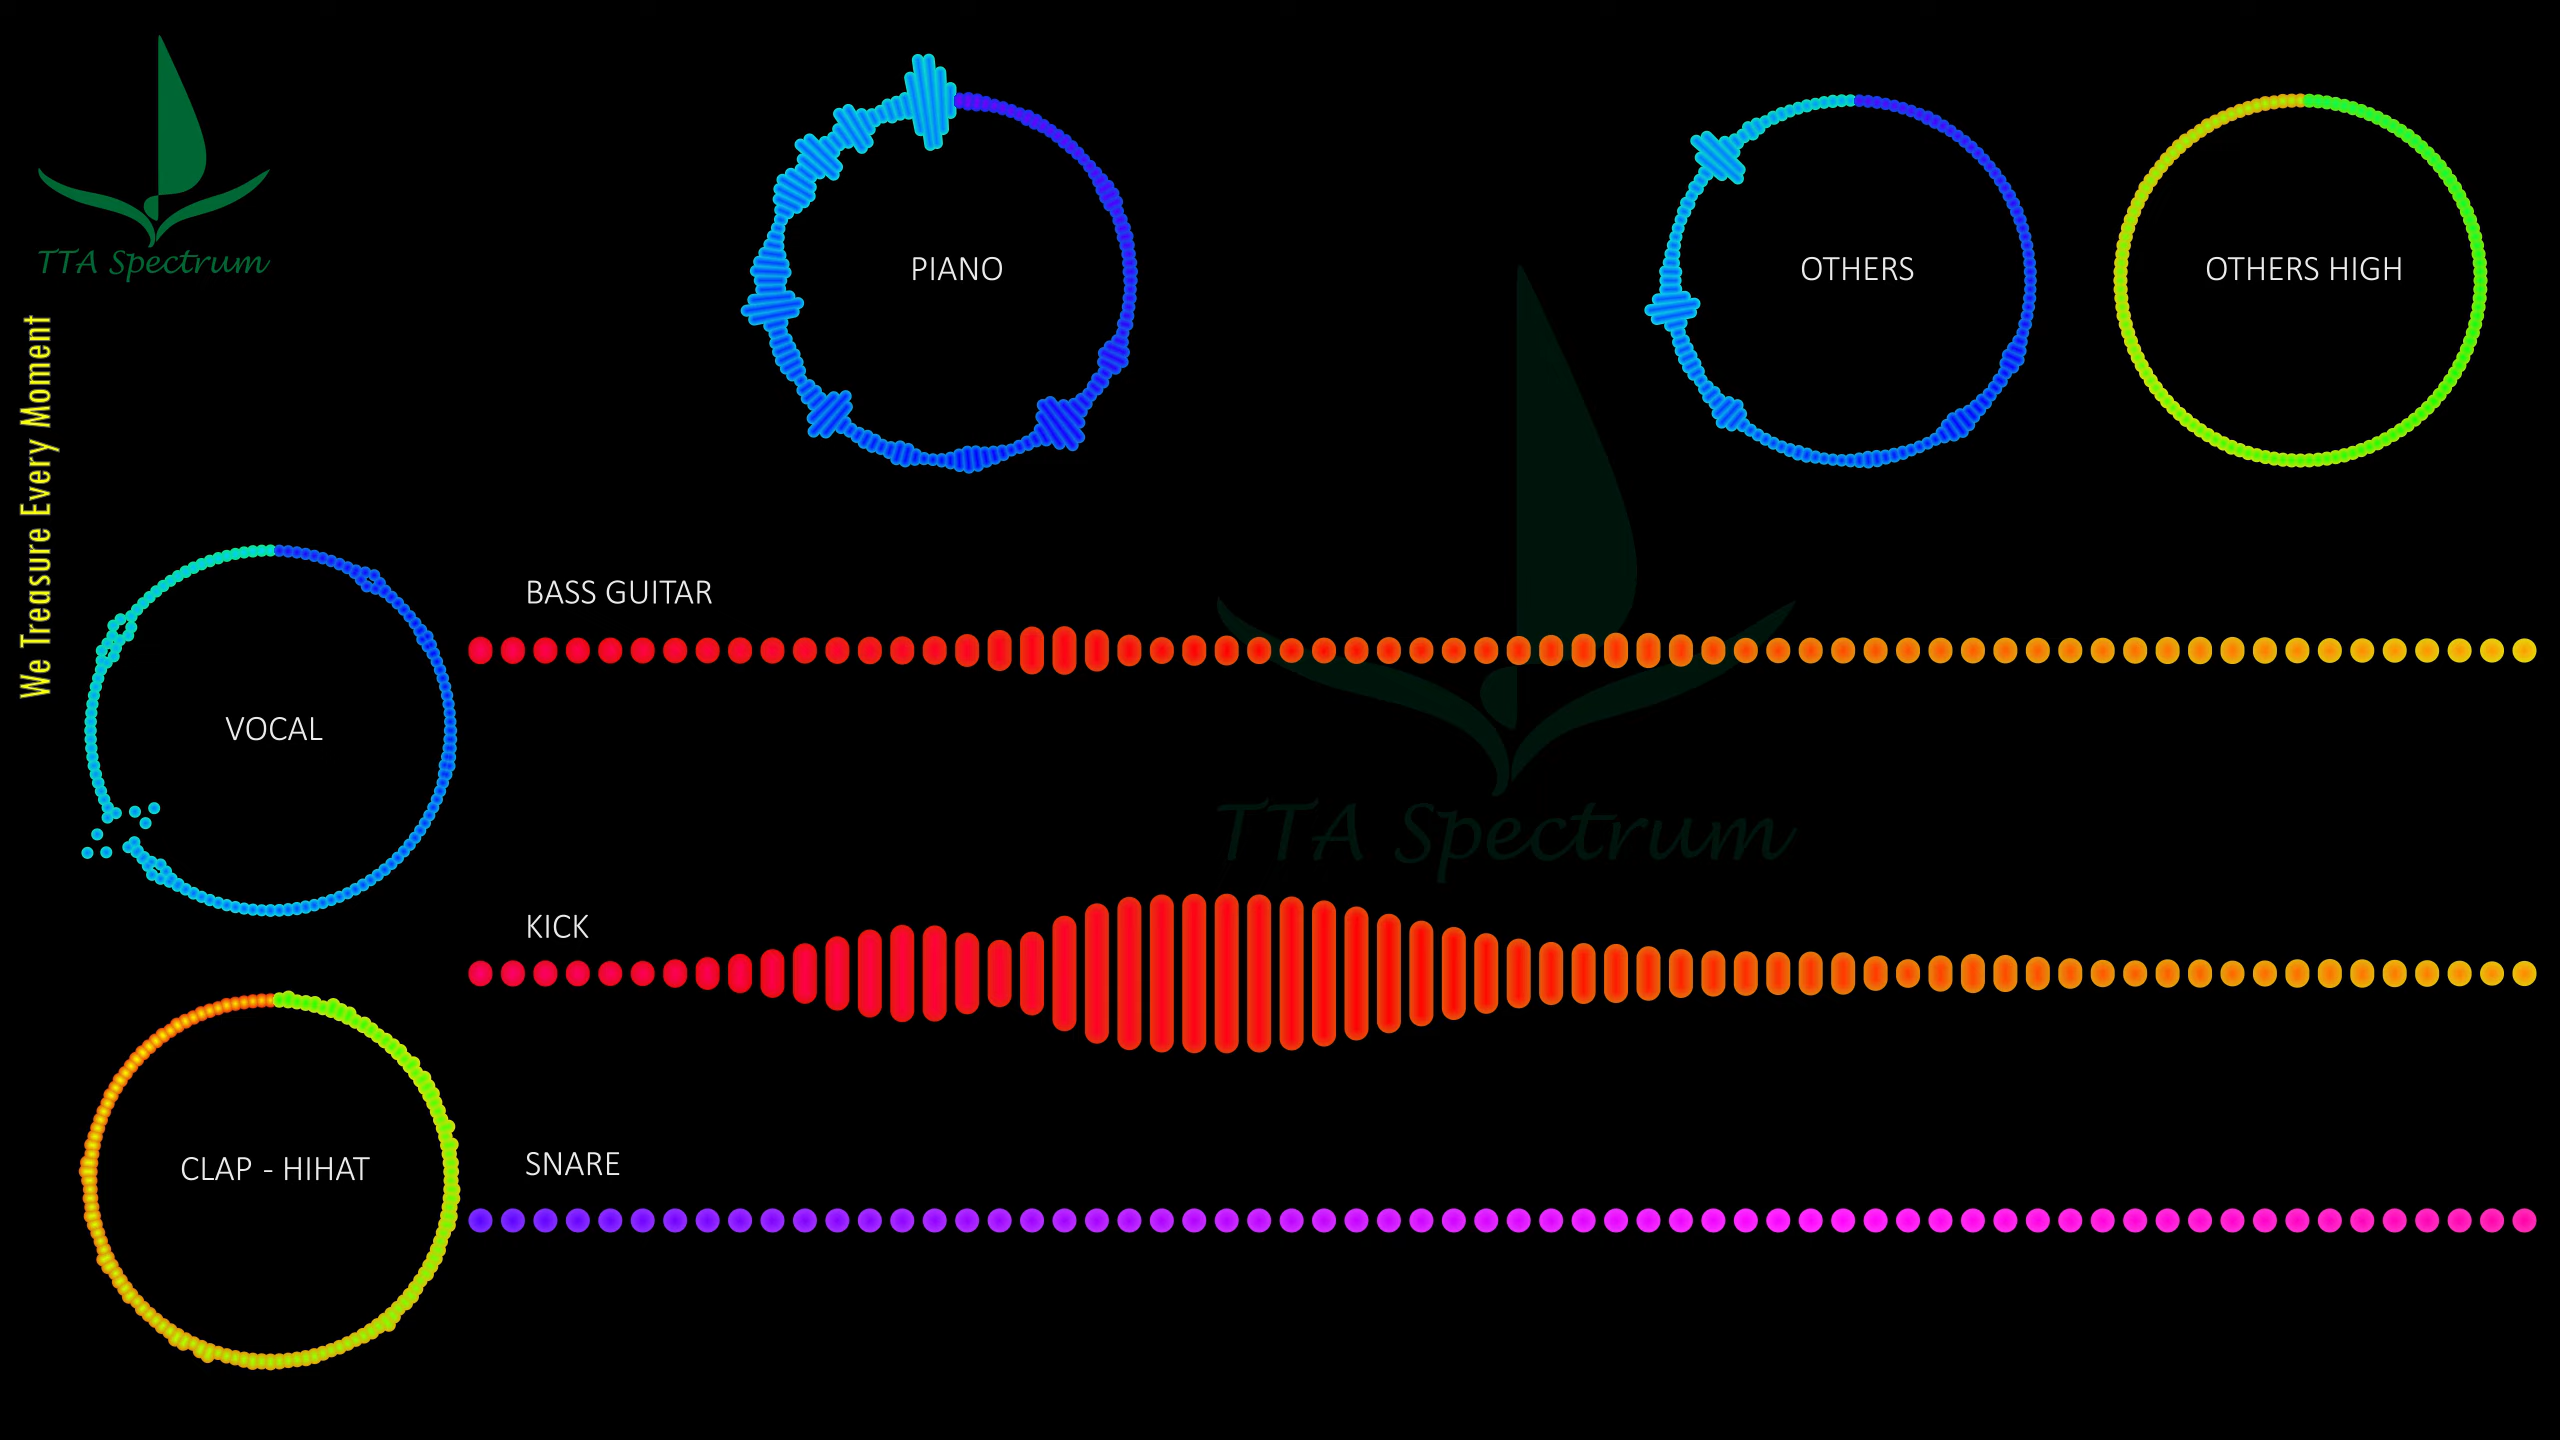 TTA Spectrum
We Treasure Every Moment
PIANO
OTHERS
OTHERS HIGH
BASS GUITAR
VOCAL
TTA Spectrum
KICK
CLAP - HIHAT
SNARE